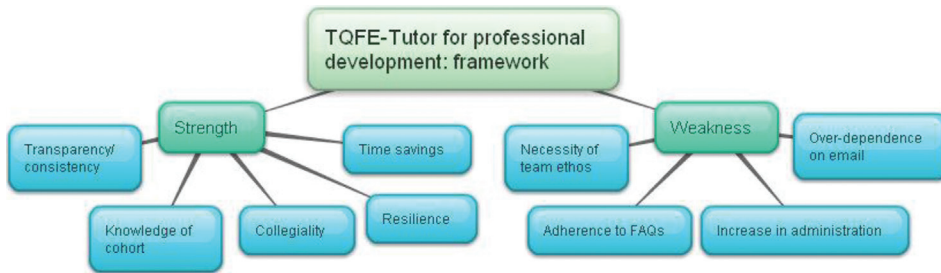 TQFE-Tutor for professional
development: framework
Strength
Weakness
Transparency/
consistency
Time savings
Necessity of
team ethos
Over-dependence
on email
Knowledge of
cohort
Collegiality
Resilience
Adherence to FAQs
Increase in administration